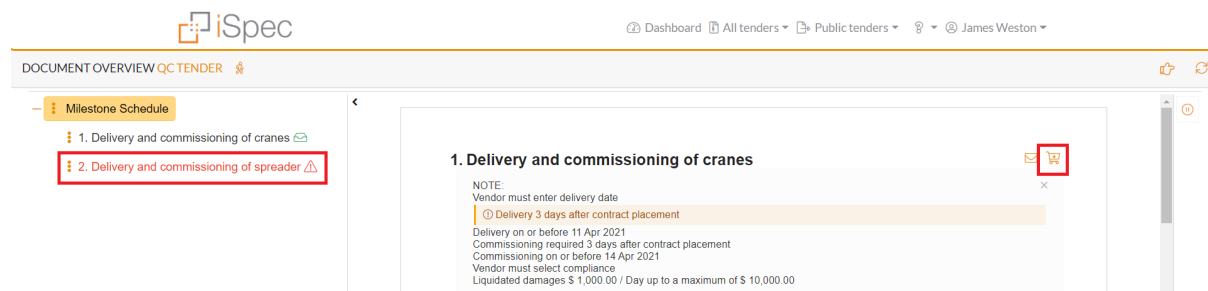 iSpec
Dashboard All tenders Public tenders James Weston
DOCUMENT OVERVIEW QC TENDER
Milestone Schedule
1. Delivery and commissioning of cranes
2. Delivery and commissioning of spreader
1. Delivery and commissioning of cranes
NOTE:
Vendor must enter delivery date
Delivery 3 days after contract placement
Delivery on or before 11 Apr 2021
Commissioning required 3 days after contract placement
Commissioning on or before 14 Apr 2021
Vendor must select compliance
Liquidated damages $ 1,000.00 / Day up to a maximum of $ 10,000.00